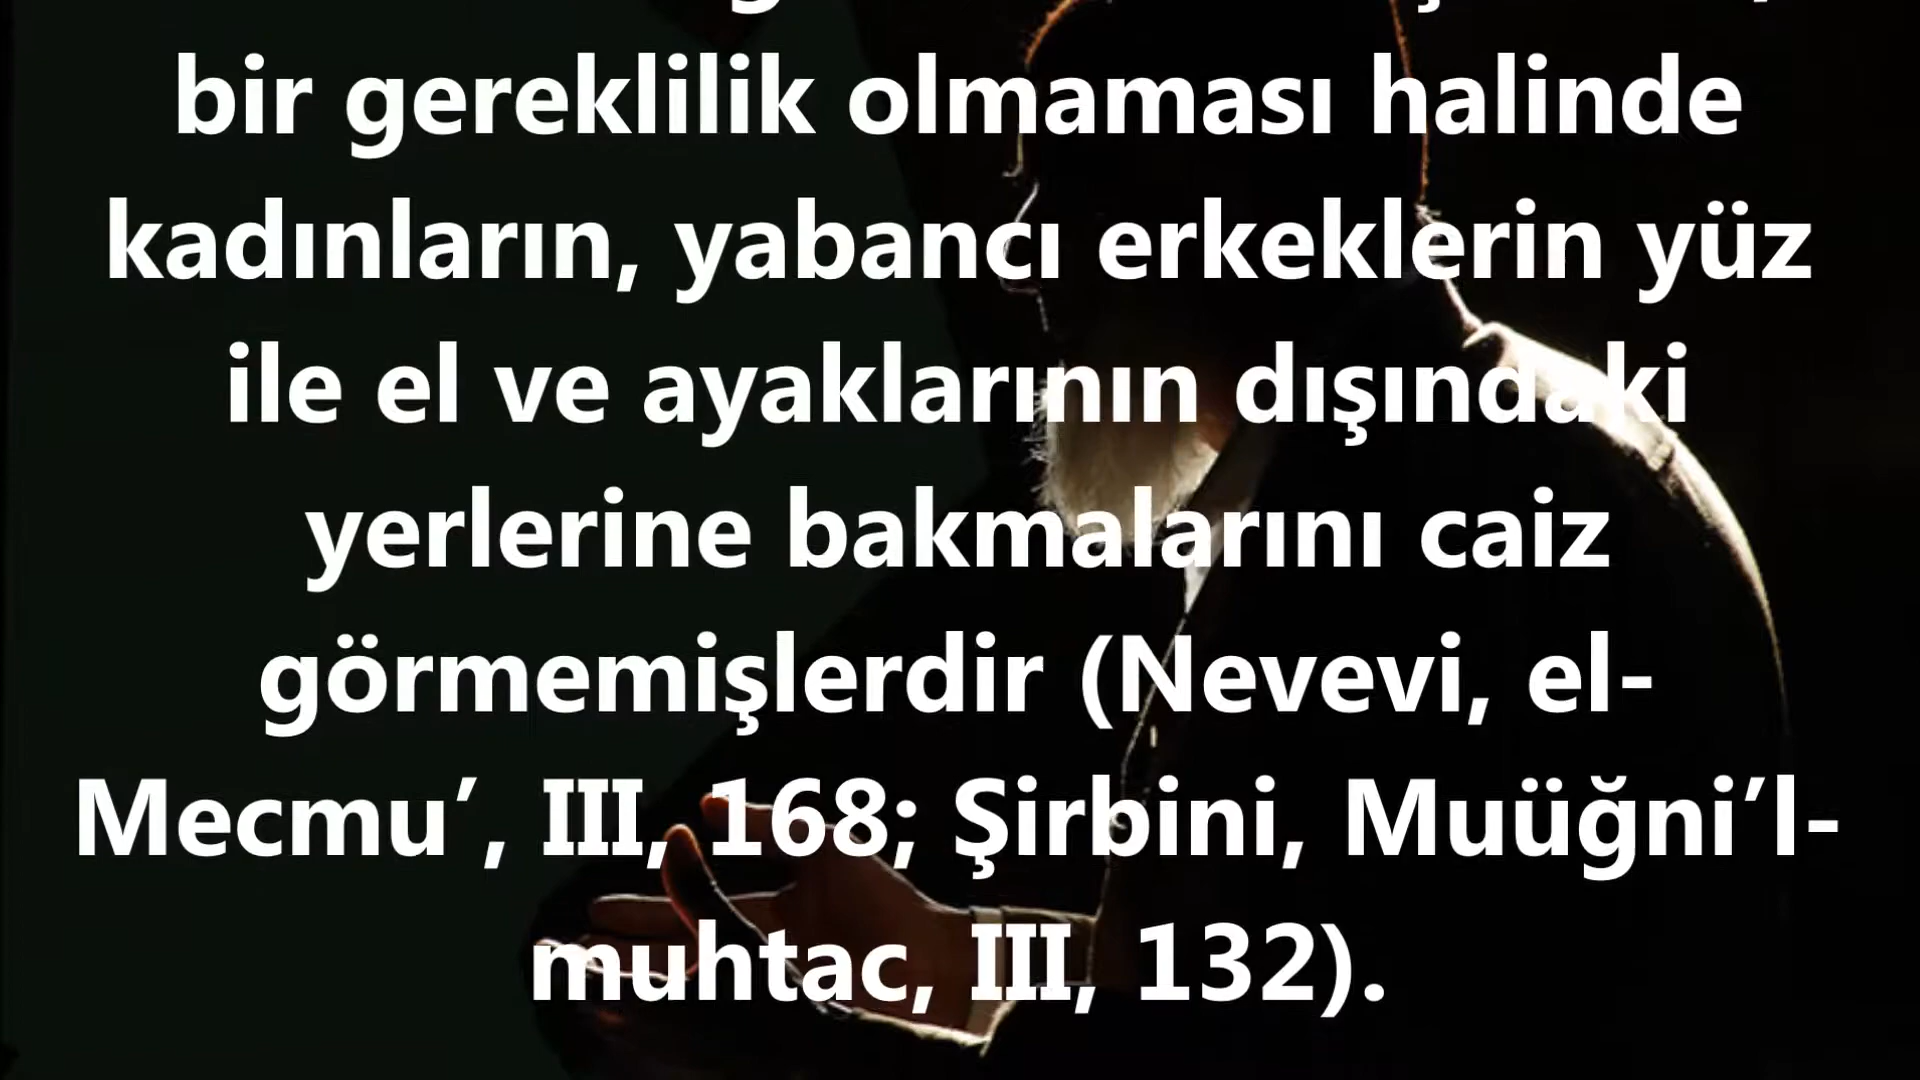 bir gereklilik olmaması halinde
kadınların, yabancı erkeklerin yüz
ile el ve ayaklarının dışındaki
yerlerine bakmalarını caiz
görmemişlerdir (Nevevi, el-
Mecmu’, III, 168; Şirbini, Muüğni’l-
muhtac, III, 132).